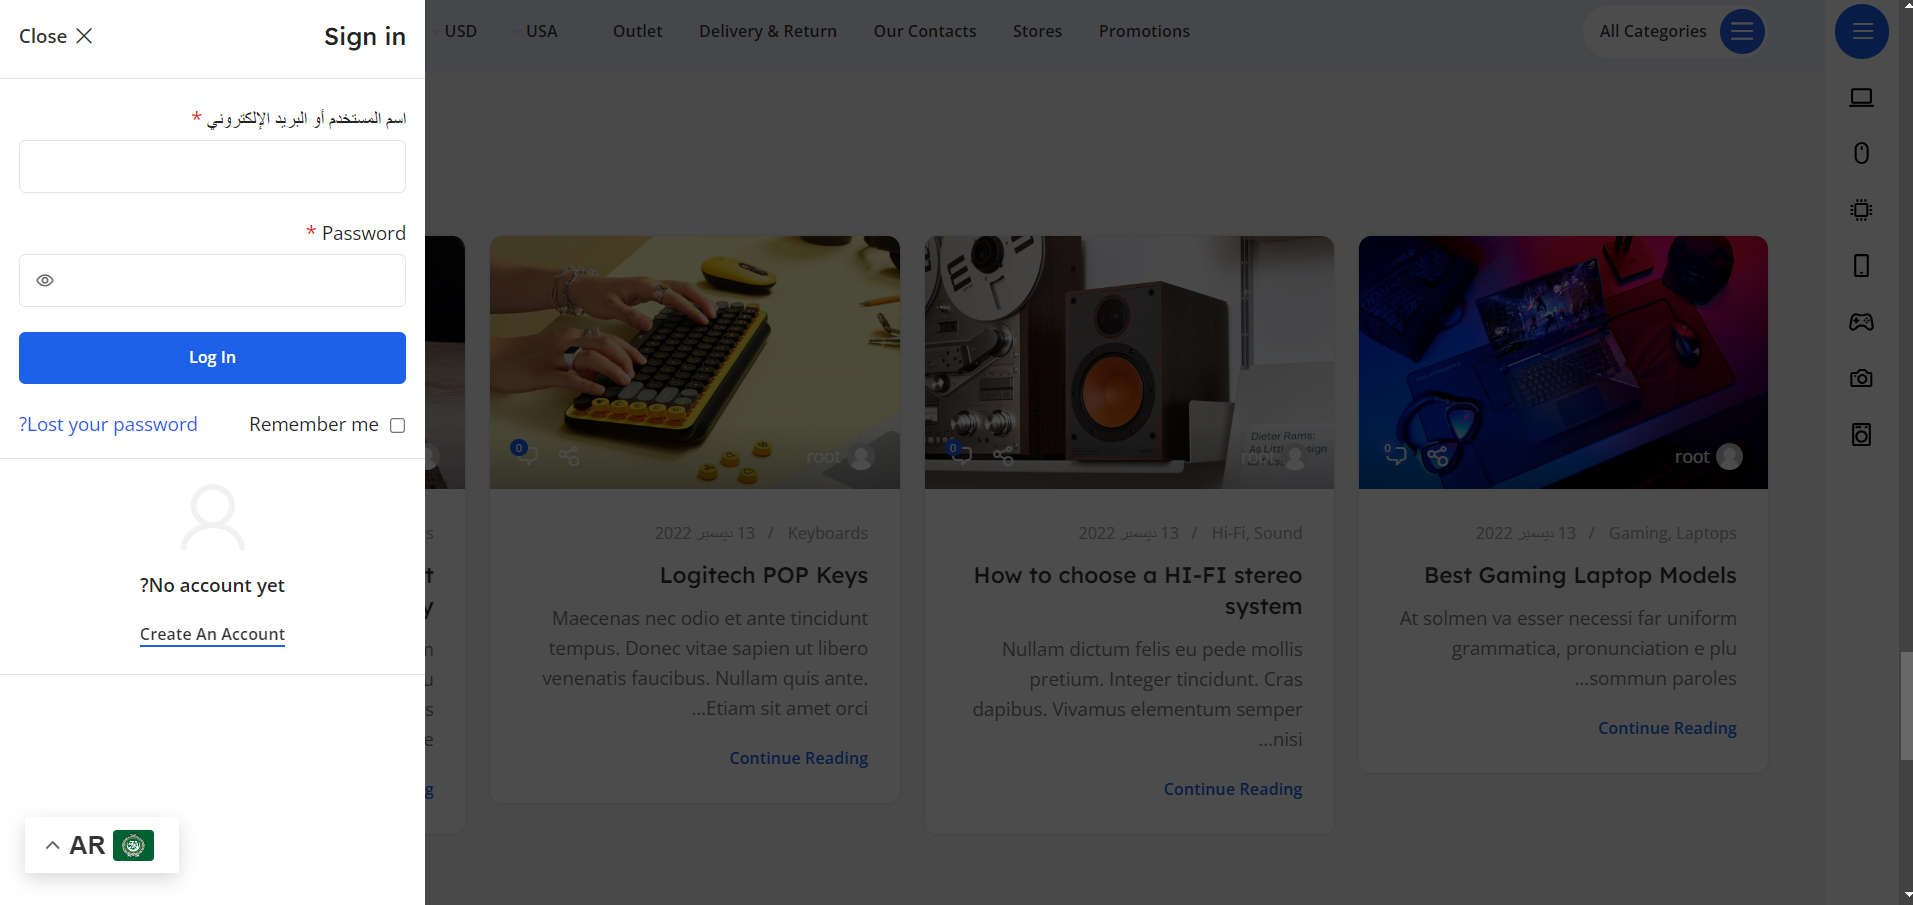 Close
Sign in
USD
USA
Outlet
Delivery & Return
Our Contacts
Stores
Promotions
All Categories
اسم المستخدم أو البريد الإلكتروني *
* Password
Log In
?Lost your password
Remember me
?No account yet
Create An Account
AR
0
root
13 ديسمبر 2022 / Keyboards
Logitech POP Keys
Maecenas nec odio et ante tincidunt
tempus. Donec vitae sapien ut libero
venenatis faucibus. Nullam quis ante.
...Etiam sit amet orci
Continue Reading
0
root
Dieter Rams:
13 ديسمبر 2022 / Hi-Fi, Sound
How to choose a HI-FI stereo
system
Nullam dictum felis eu pede mollis
pretium. Integer tincidunt. Cras
dapibus. Vivamus elementum semper
...nisi
Continue Reading
0
root
13 ديسمبر 2022 / Gaming, Laptops
Best Gaming Laptop Models
At solmen va esser necessi far uniform
grammatica, pronunciation e plu
...sommun paroles
Continue Reading